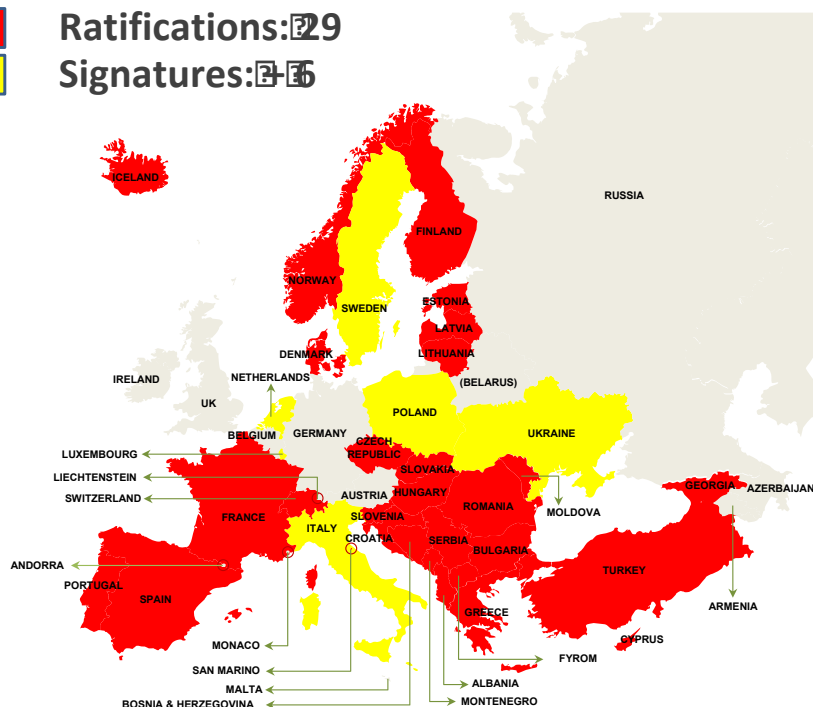 Ratifications: 29
Signatures: + 6
ICELAND
RUSSIA
FINLAND
NORWAY
SWEDEN
ESTONIA
LATVIA
DENMARK
LITHUANIA
IRELAND
NETHERLANDS
(BELARUS)
UK
POLAND
BELGIUM
GERMANY
UKRAINE
CZECH
REPUBLIC
LUXEMBOURG
SLOVAKIA
LIECHTENSTEIN
SWITZERLAND
AUSTRIA
HUNGARY
GEORGIA
AZERBAIJAN
ROMANIA
MOLDOVA
FRANCE
SLOVENIA
ITALY
CROATIA
SERBIA
BULGARIA
ANDORRA
TURKEY
PORTUGAL
SPAIN
ARMENIA
GREECE
CYPRUS
MONACO
FYROM
SAN MARINO
ALBANIA
MALTA
MONTENEGRO
BOSNIA & HERZEGOVINA